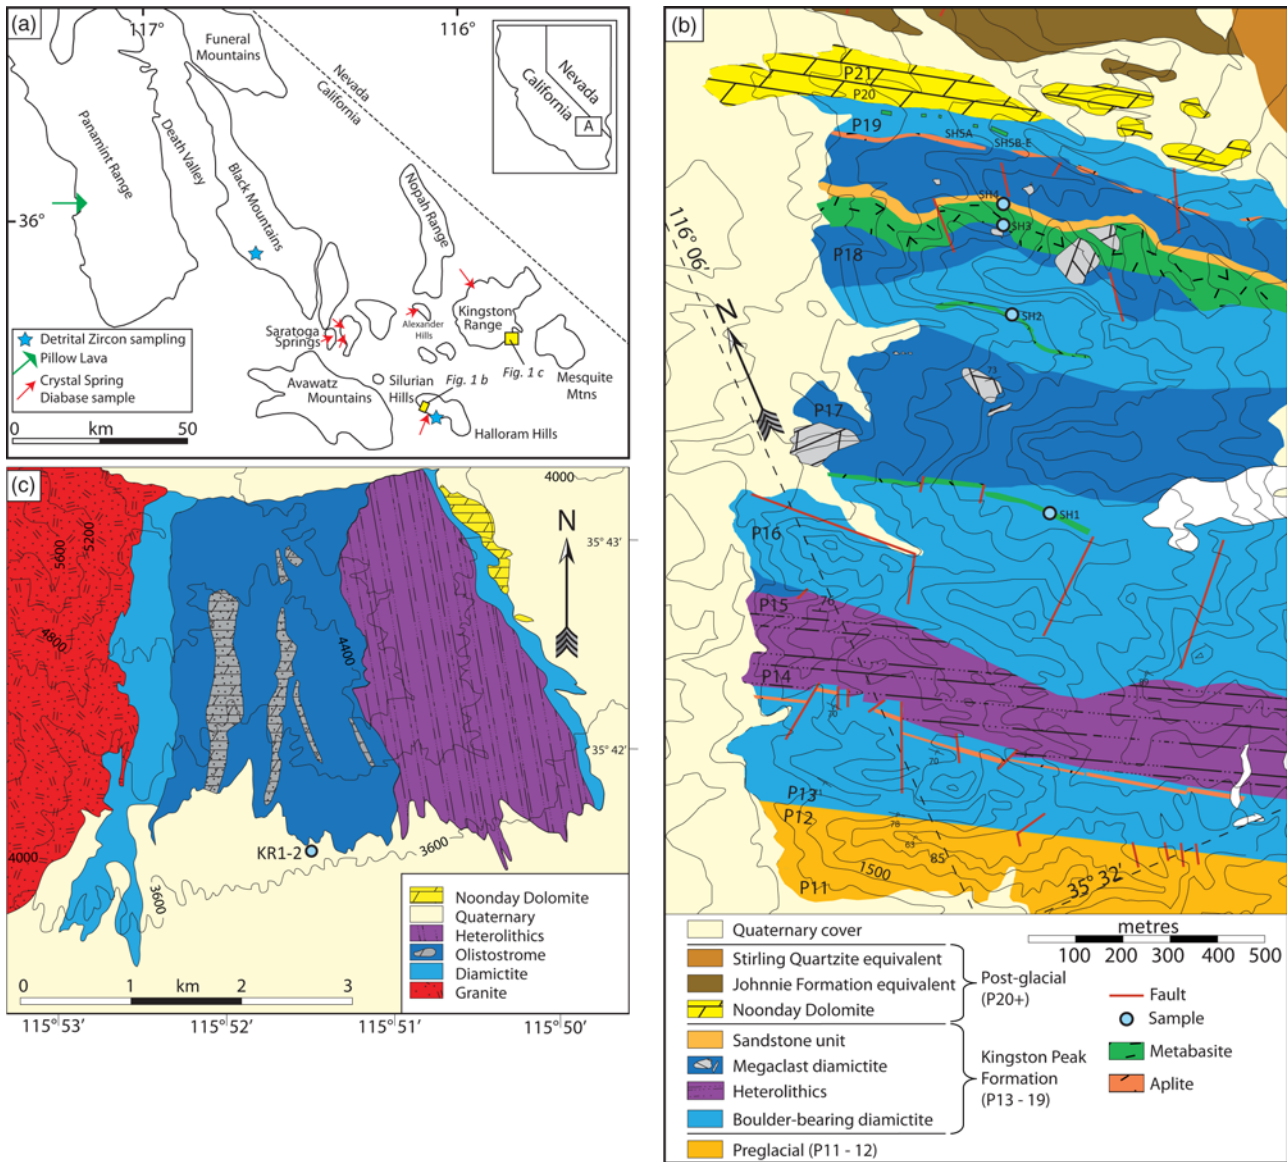 (a)
117°
116°
Funeral
Mountains
Nevada
California
Nevada
California
A
Panamint Range
Death Valley
Black Mountains
Nopah Range
36°
Kingston
Range
Alexander
Hills
Saratoga
Springs
Avawatz
Mountains
Silurian
Hills
Fig. 1 b
Fig. 1 c
Mesquite
Mtns
Halloram Hills
Detrital Zircon sampling
Pillow Lava
Crystal Spring
Diabase sample
0 km 50
(b)
P21
P20
P19
SH5A
SH5B-E
SH4
SH3
P18
SH2
116° 06'
N
73
P17
SH1
P16
76
P15
P14
70
P13
P12
78
63
85
1500
P11
35° 32'
Quaternary cover
Stirling Quartzite equivalent
Johnnie Formation equivalent
Noonday Dolomite
Post-glacial
(P20+)
Sandstone unit
Megaclast diamictite
Heterolithics
Boulder-bearing diamictite
Kingston Peak
Formation
(P13 - 19)
Preglacial (P11 - 12)
metres
100 200 300 400 500
Fault
Sample
Metabasite
Aplite
(c)
4000
5600
5200
N
35° 43'
4800
4400
35° 42'
KR1-2
3600
4000
3600
Noonday Dolomite
Quaternary
Heterolithics
Olistostrome
Diamictite
Granite
0 1 km 2 3
115° 53'
115° 52'
115° 51'
115° 50'